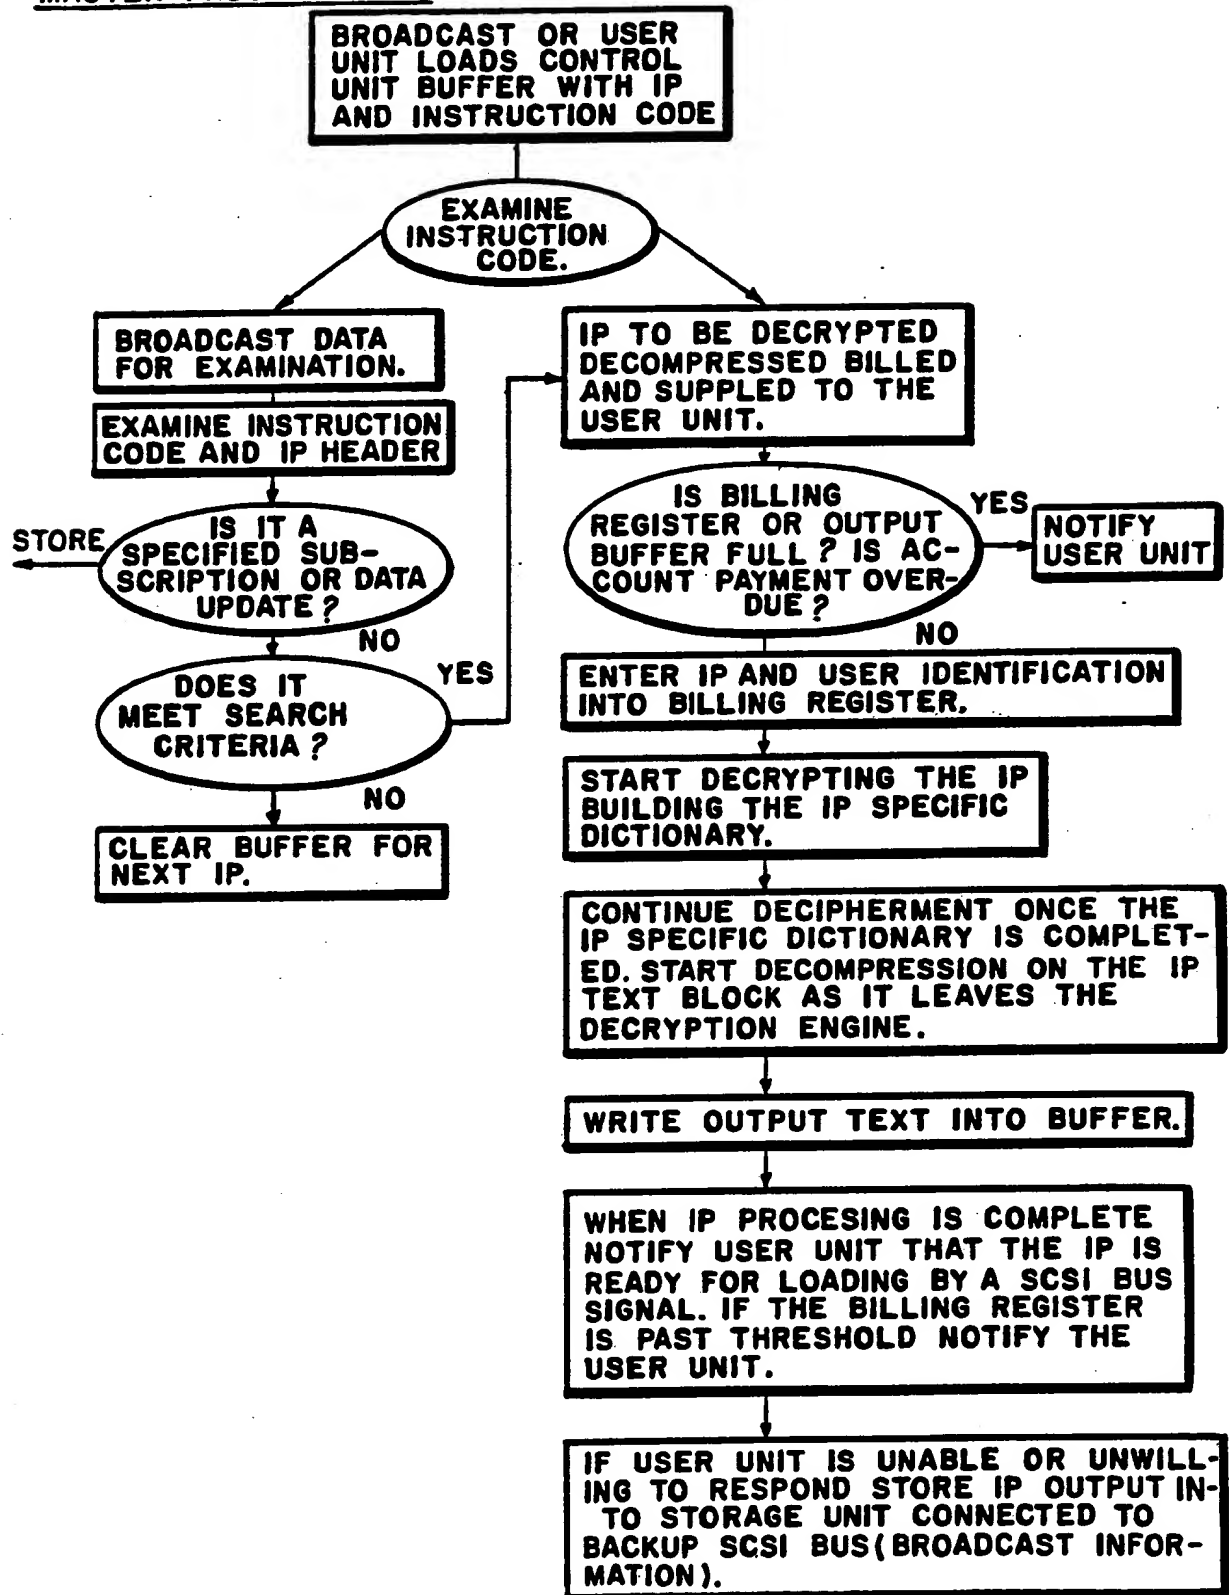 BROADCAST OR USER
UNIT LOADS CONTROL
UNIT BUFFER WITH IP
AND INSTRUCTION CODE
EXAMINE
INSTRUCTION
CODE.
BROADCAST DATA
FOR EXAMINATION.
EXAMINE INSTRUCTION
CODE AND IP HEADER
STORE
IS IT A
SPECIFIED SUB-
SCRIPTION OR DATA
UPDATE?
NO
DOES IT
MEET SEARCH
CRITERIA?
YES
NO
CLEAR BUFFER FOR
NEXT IP.
IP TO BE DECRYPTED
DECOMPRESSED BILLED
AND SUPPLED TO THE
USER UNIT.
IS BILLING
REGISTER OR OUTPUT
BUFFER FULL? IS AC-
COUNT PAYMENT OVER-
DUE?
YES
NOTIFY
USER UNIT
NO
ENTER IP AND USER IDENTIFICATION
INTO BILLING REGISTER.
START DECRYPTING THE IP
BUILDING THE IP SPECIFIC
DICTIONARY.
CONTINUE DECIPHERMENT ONCE THE
IP SPECIFIC DICTIONARY IS COMPLET-
ED. START DECOMPRESSION ON THE IP
TEXT BLOCK AS IT LEAVES THE
DECRYPTION ENGINE.
WRITE OUTPUT TEXT INTO BUFFER.
WHEN IP PROCESING IS COMPLETE
NOTIFY USER UNIT THAT THE IP IS
READY FOR LOADING BY A SCSI BUS
SIGNAL. IF THE BILLING REGISTER
IS PAST THRESHOLD NOTIFY THE
USER UNIT.
IF USER UNIT IS UNABLE OR UNWILL-
ING TO RESPOND STORE IP OUTPUT IN-
TO STORAGE UNIT CONNECTED TO
BACKUP SCSI BUS(BROADCAST INFOR-
MATION).